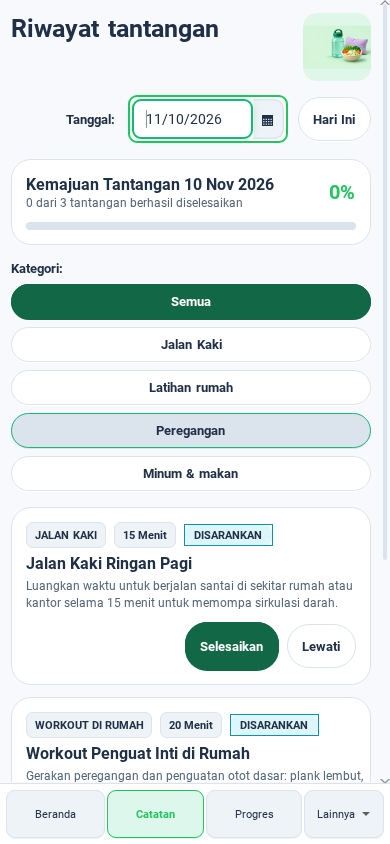 Riwayat tantangan
Tanggal:
11/10/2026
Hari Ini
Kemajuan Tantangan 10 Nov 2026
0%
0 dari 3 tantangan berhasil diselesaikan
Kategori:
Semua
Jalan Kaki
Latihan rumah
Peregangan
Minum & makan
JALAN KAKI
15 Menit
DISARANKAN
Jalan Kaki Ringan Pagi
Luangkan waktu untuk berjalan santai di sekitar rumah atau
kantor selama 15 menit untuk memompa sirkulasi darah.
Selesaikan
Lewati
WORKOUT DI RUMAH
20 Menit
DISARANKAN
Workout Penguat Inti di Rumah
Gerakan peregangan dan penguatan otot dasar: plank lembut,
Beranda
Catatan
Progres
Lainnya